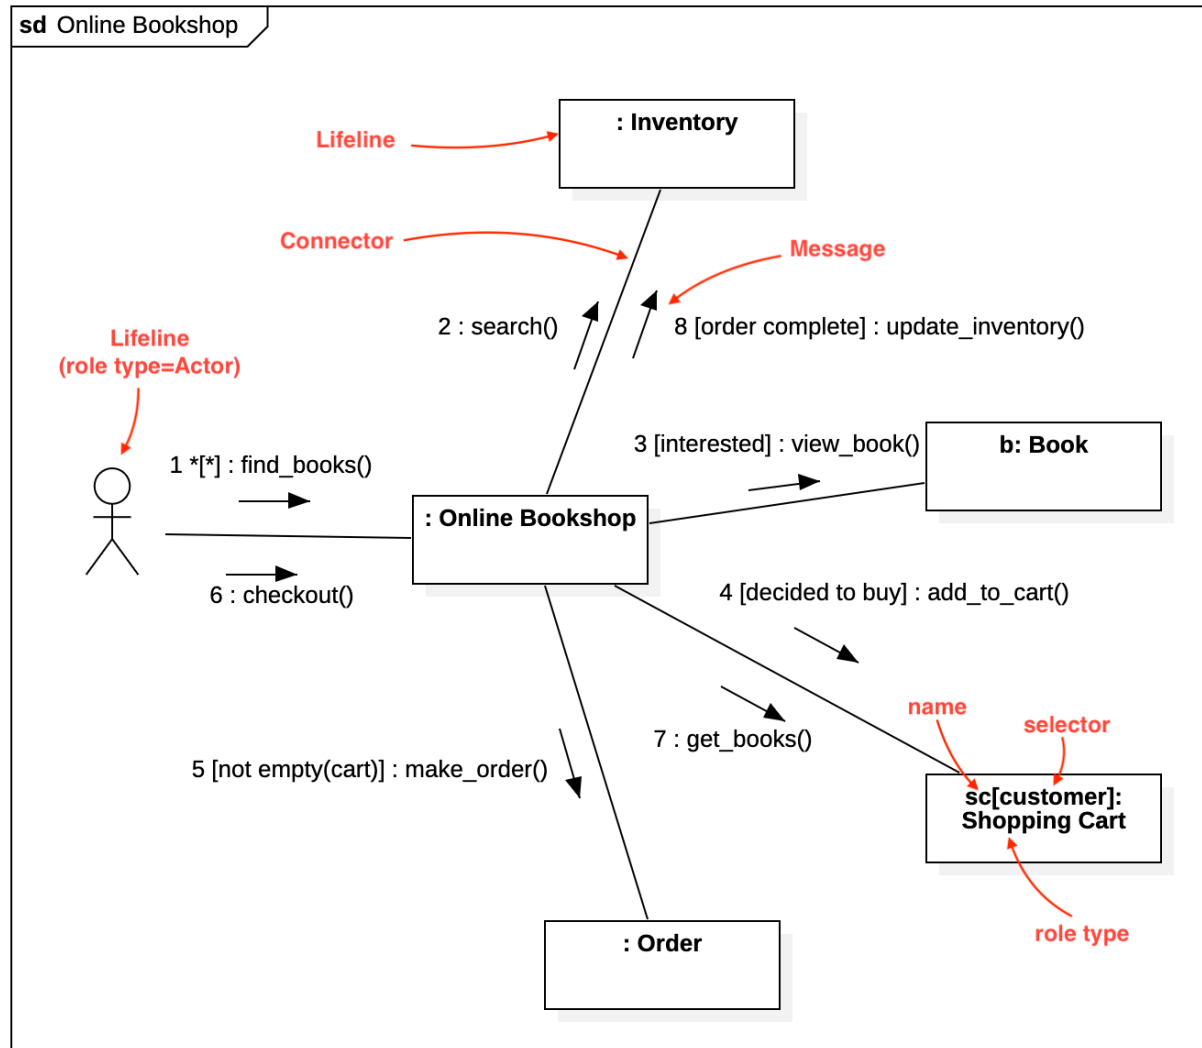 sd Online Bookshop
: Inventory
Lifeline
Connector
Message
2 : search()
8 [order complete] : update_inventory()
Lifeline
(role type=Actor)
3 [interested] : view_book()
b: Book
1 *[*] : find_books()
: Online Bookshop
6 : checkout()
4 [decided to buy] : add_to_cart()
name
selector
7 : get_books()
5 [not empty(cart)] : make_order()
sc[customer]:
Shopping Cart
role type
: Order